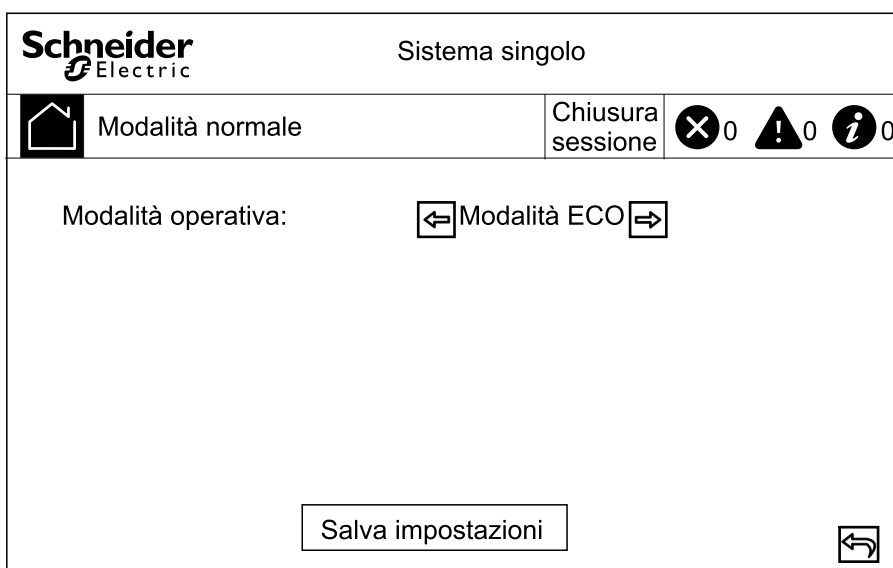 Schneider
Electric
Sistema singolo
Modalità normale
Chiusura
sessione
0
0
0
Modalità operativa:
Modalità ECO
Salva impostazioni